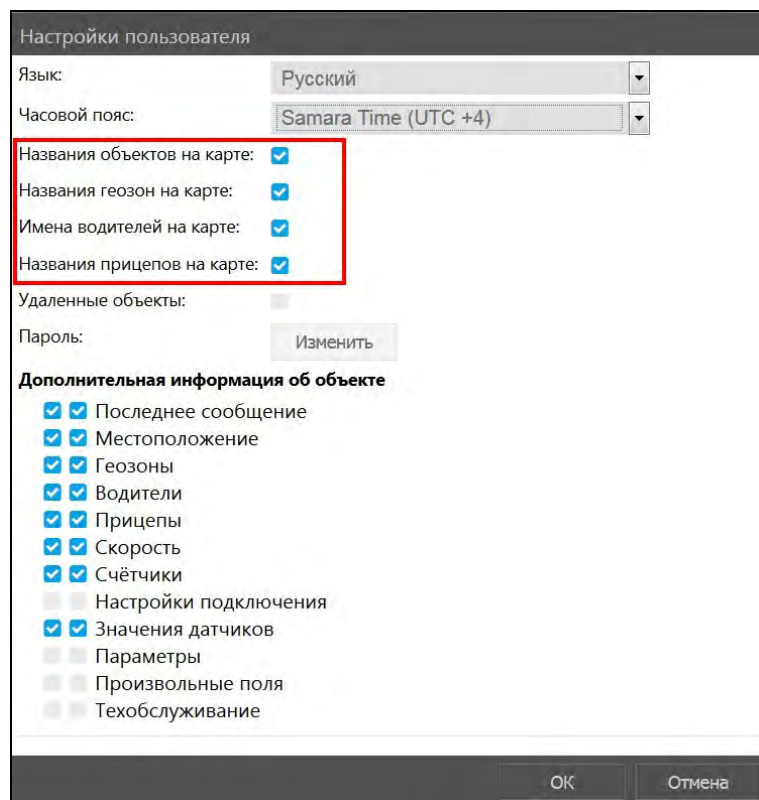 Настройки пользователя
Язык: Русский
Часовой пояс: Samara Time (UTC +4)
Названия объектов на карте:
Названия геозон на карте:
Имена водителей на карте:
Названия прицепов на карте:
Удаленные объекты:
Пароль: Изменить
Дополнительная информация об объекте
Последнее сообщение
Местоположение
Геозоны
Водители
Прицепы
Скорость
Счётчики
Настройки подключения
Значения датчиков
Параметры
Произвольные поля
Техобслуживание
ОК Отмена